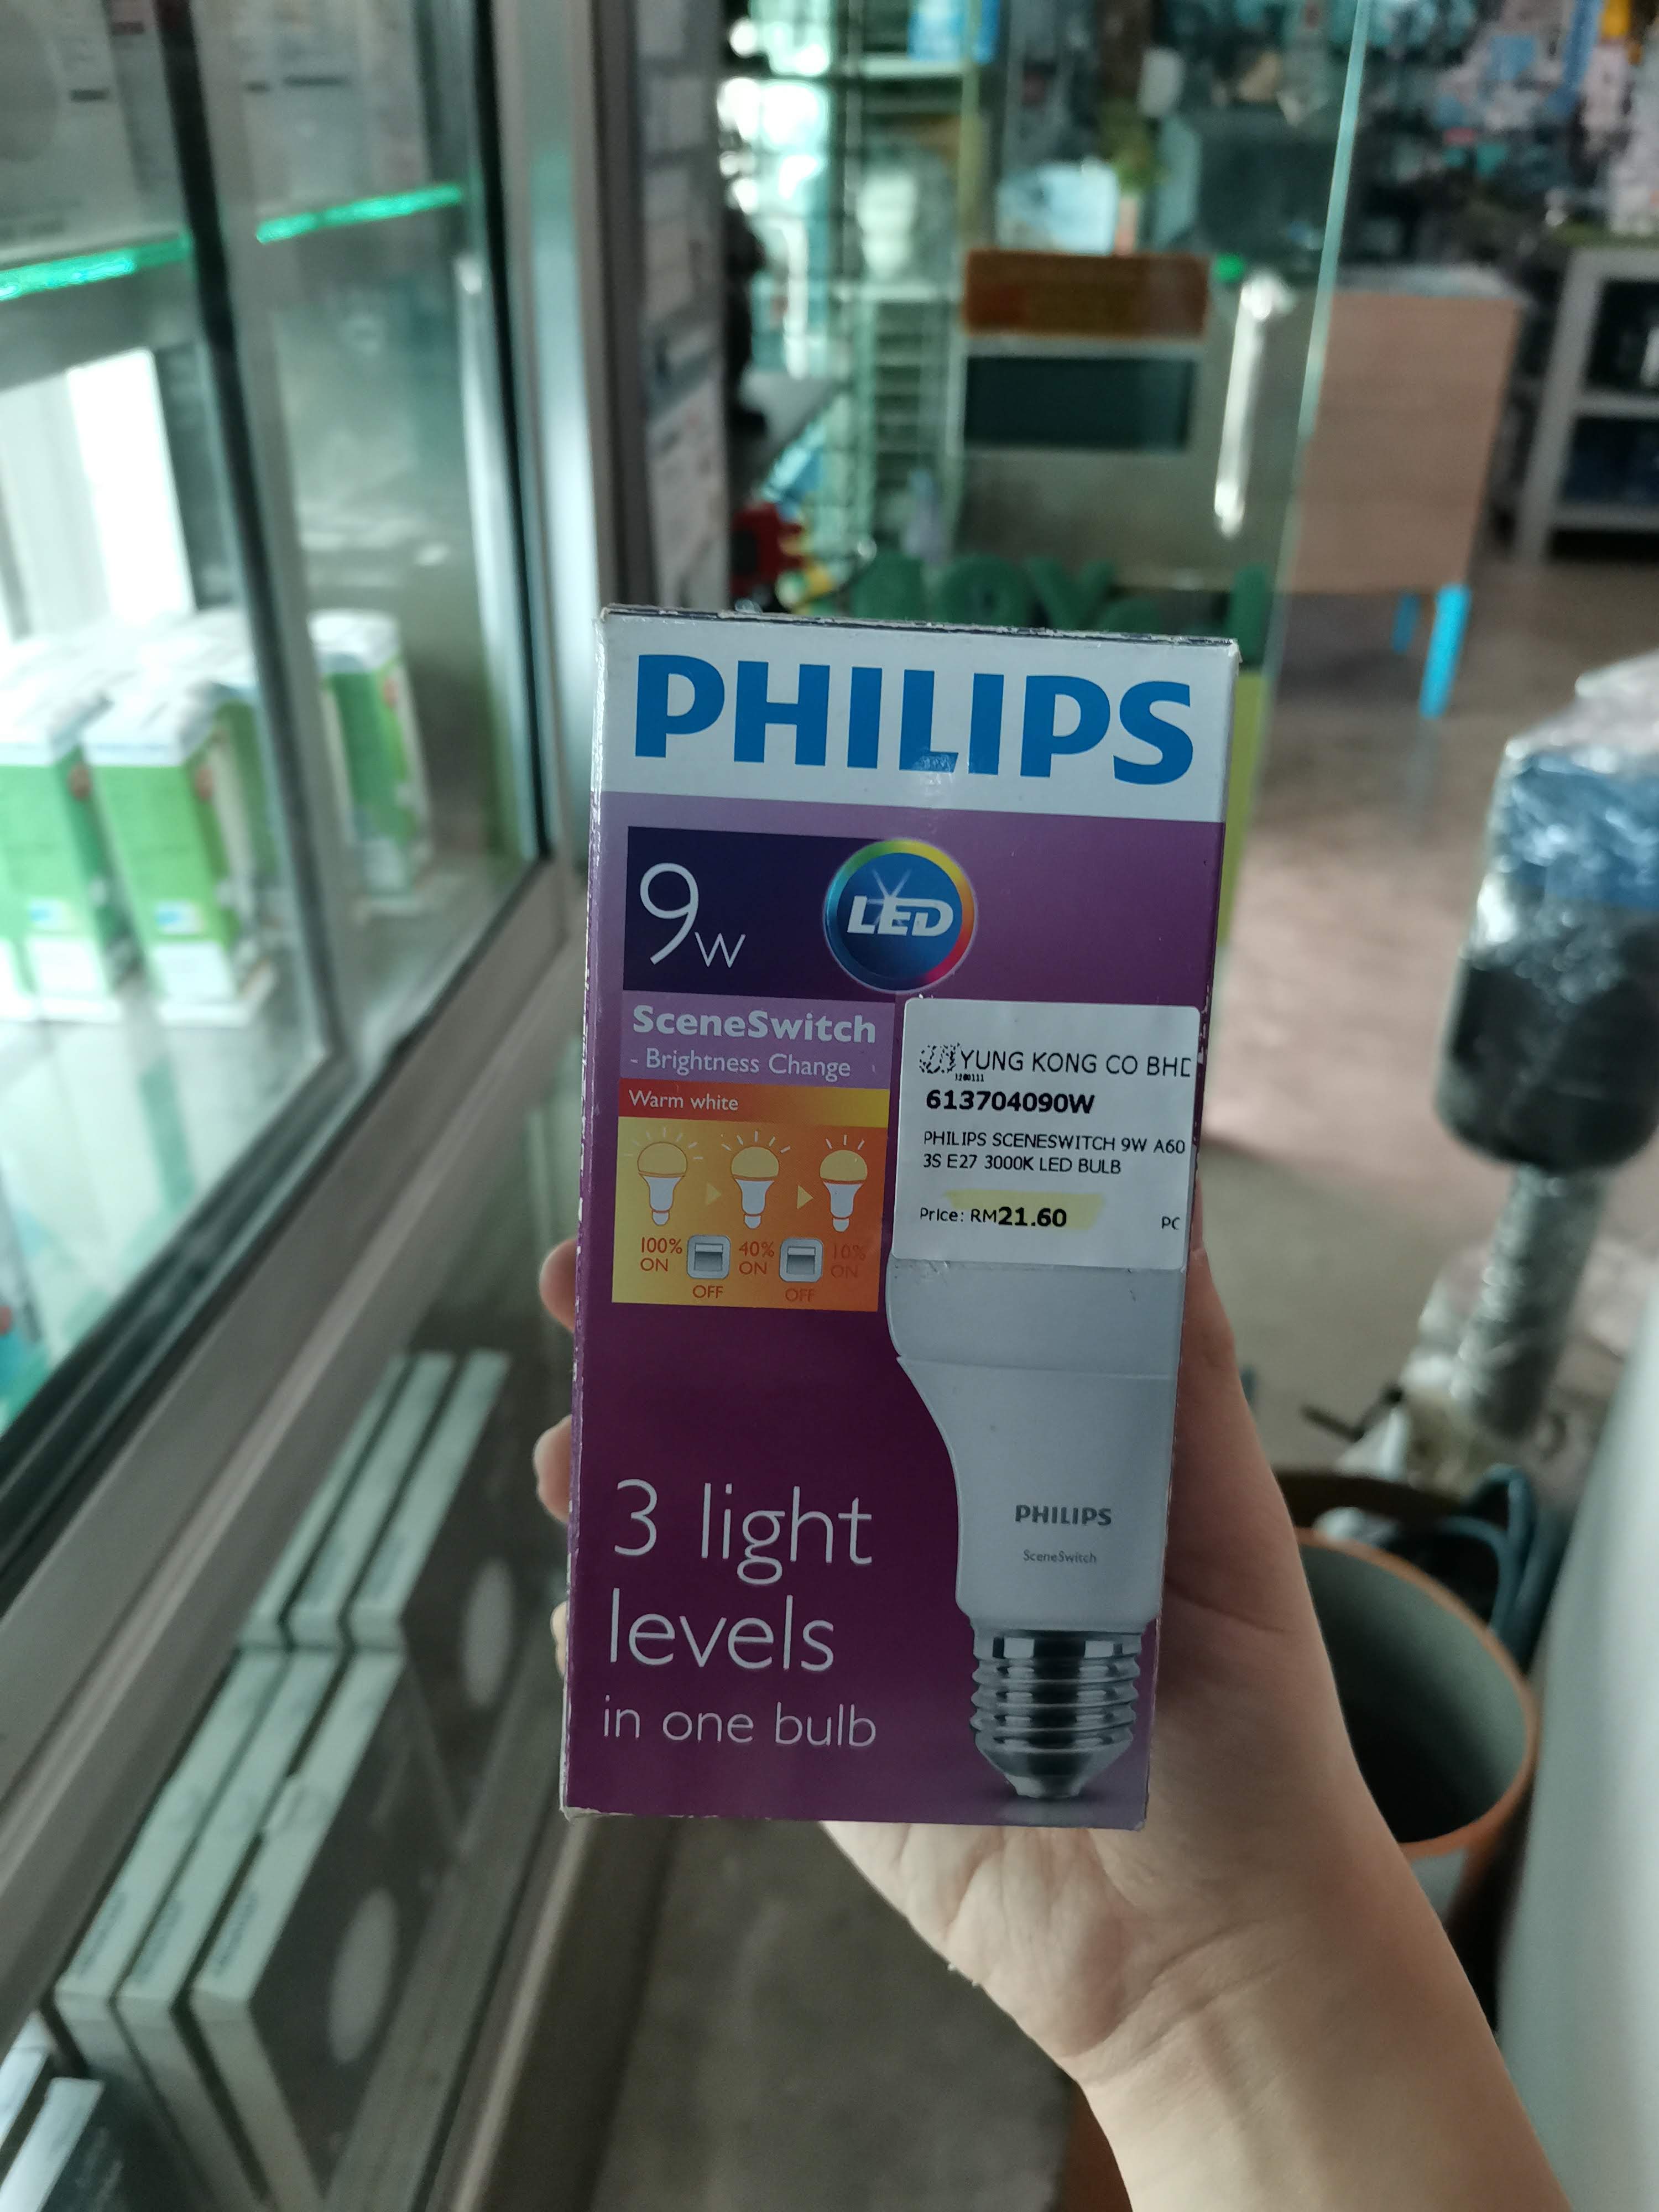 PHILIPS
9W
LED
SceneSwitch
- Brightness Change
Warm white
100% ON
OFF
40% ON
OFF
10% ON
YUNG KONG CO BHD
613704090W
PHILIPS SCENESWITCH 9W A60
3S E27 3000K LED BULB
Price: RM21.60
PC
3 light
levels
in one bulb
PHILIPS
SceneSwitch